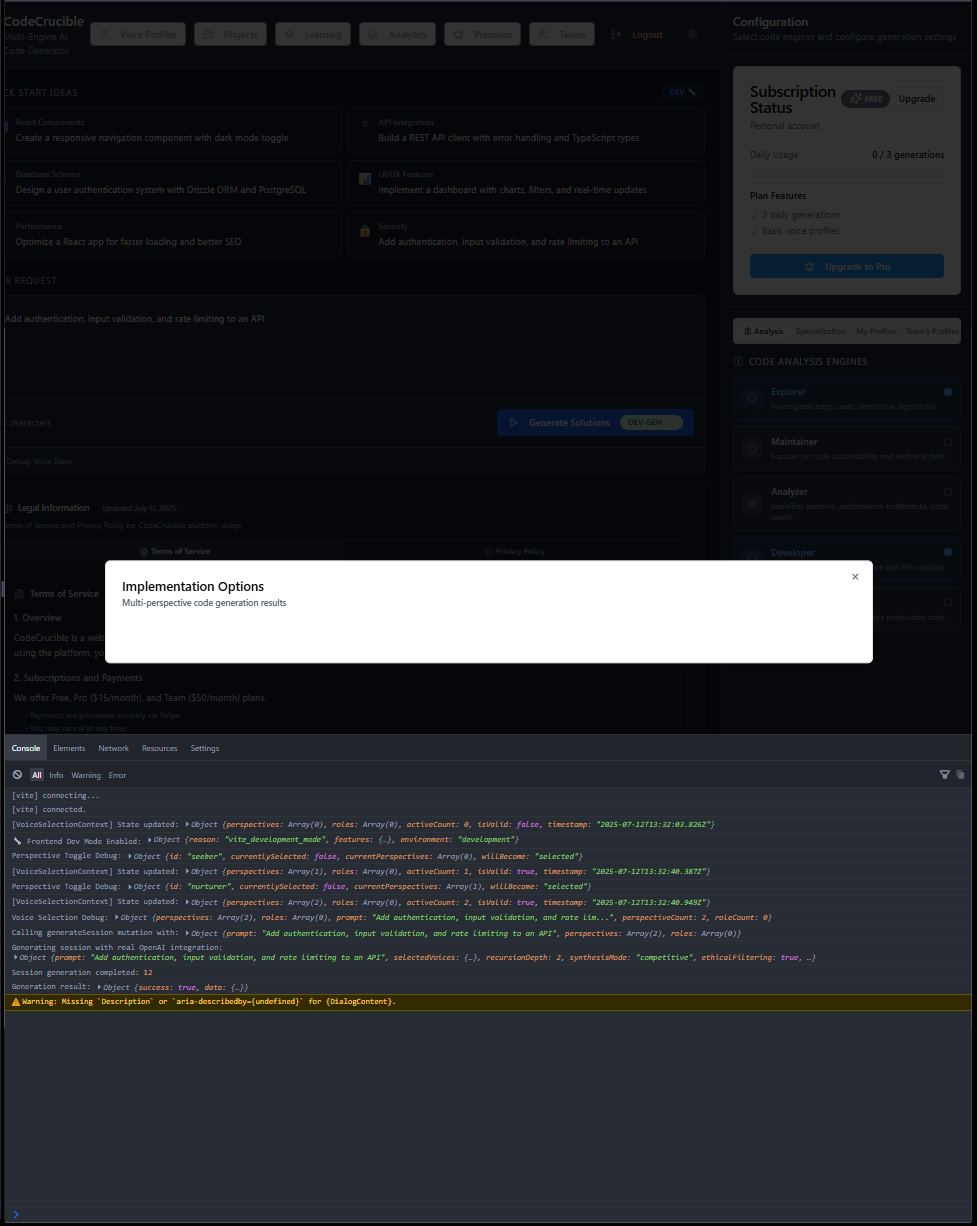 CodeCrucible
Multi-Engine AI
Code Generator
Voice Profiles
Projects
Learning
Analytics
Premium
Teams
Logout
CK START IDEAS
DEV
React Components
Create a responsive navigation component with dark mode toggle
API Integration
Build a REST API client with error handling and TypeScript types
Database Schema
Design a user authentication system with Drizzle ORM and PostgreSQL
UI/UX Features
Implement a dashboard with charts, filters, and real-time updates
Performance
Optimize a React app for faster loading and better SEO
Security
Add authentication, input validation, and rate limiting to an API
R REQUEST
Add authentication, input validation, and rate limiting to an API
characters
Generate Solutions
DEV-GEN
Debug Voice State
Legal Information
Updated July 11, 2025
erms of Service and Privacy Policy for CodeCrucible platform usage
Terms of Service
Privacy Policy
Terms of Service
1. Overview
CodeCrucible is a web
using the platform, yo
2. Subscriptions and Payments
We offer Free, Pro ($15/month), and Team ($50/month) plans.
• Payments are processed securely via Stripe
• You may cancel at any time
Configuration
Select code engines and configure generation settings
Subscription
Status
FREE
Upgrade
Personal account
Daily Usage
0 / 3 generations
Plan Features
✓ 3 daily generations
✓ Basic voice profiles
Upgrade to Pro
Analysis
Specialization
My Profiles
Team's Profiles
CODE ANALYSIS ENGINES
Explorer
Investigates edge cases, alternative algorithms
Maintainer
Focuses on code sustainability and technical debt
Analyzer
Identifies patterns, performance bottlenecks, code
smells
Developer
ce and API usability
production code
Implementation Options
Multi-perspective code generation results
Console
Elements
Network
Resources
Settings
All
Info
Warning
Error
[vite] connecting...
[vite] connected.
[VoiceSelectionContext] State updated: ▶Object {perspectives: Array(0), roles: Array(0), activeCount: 0, isValid: false, timestamp: "2025-07-12T13:32:03.826Z"}
Frontend Dev Mode Enabled: ▶Object {reason: "vite_development_mode", features: {…}, environment: "development"}
Perspective Toggle Debug: ▶Object {id: "seeker", currentlySelected: false, currentPerspectives: Array(0), willBecome: "selected"}
[VoiceSelectionContext] State updated: ▶Object {perspectives: Array(1), roles: Array(0), activeCount: 1, isValid: true, timestamp: "2025-07-12T13:32:40.387Z"}
Perspective Toggle Debug: ▶Object {id: "nurturer", currentlySelected: false, currentPerspectives: Array(1), willBecome: "selected"}
[VoiceSelectionContext] State updated: ▶Object {perspectives: Array(2), roles: Array(0), activeCount: 2, isValid: true, timestamp: "2025-07-12T13:32:40.949Z"}
Voice Selection Debug: ▶Object {perspectives: Array(2), roles: Array(0), prompt: "Add authentication, input validation, and rate lim...", perspectiveCount: 2, roleCount: 0}
Calling generateSession mutation with: ▶Object {prompt: "Add authentication, input validation, and rate limiting to an API", perspectives: Array(2), roles: Array(0)}
Generating session with real OpenAI integration:
▶Object {prompt: "Add authentication, input validation, and rate limiting to an API", selectedVoices: {…}, recursionDepth: 2, synthesisMode: "competitive", ethicalFiltering: true, …}
Session generation completed: 12
Generation result: ▶Object {success: true, data: {…}}
Warning: Missing `Description` or `aria-describedby={undefined}` for {DialogContent}.